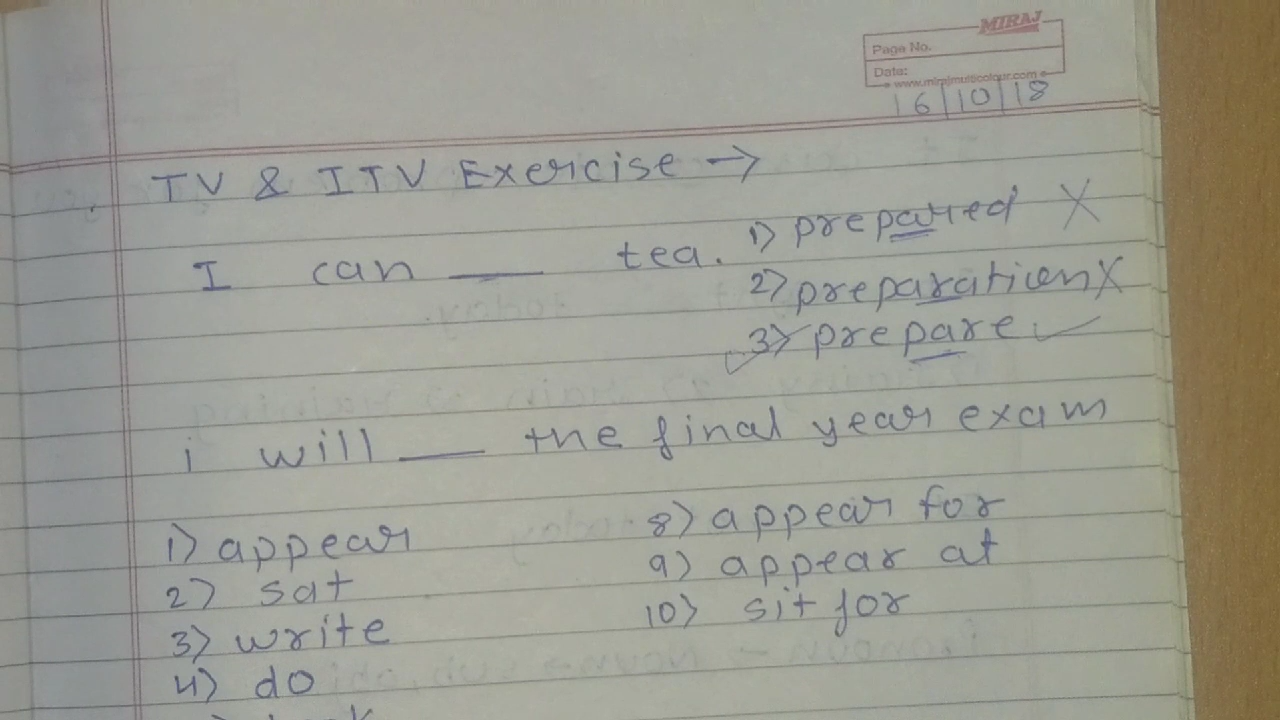 MIRAJ
Page No.
Date:
16/10/18
TV & ITV Exercise →
I can ___ tea.
1) prepared X
2) preparation X
3) prepare ✓
i will ___ the final year exam
1) appear
2) sat
3) write
4) do
8) appear for
9) appear at
10) sit for